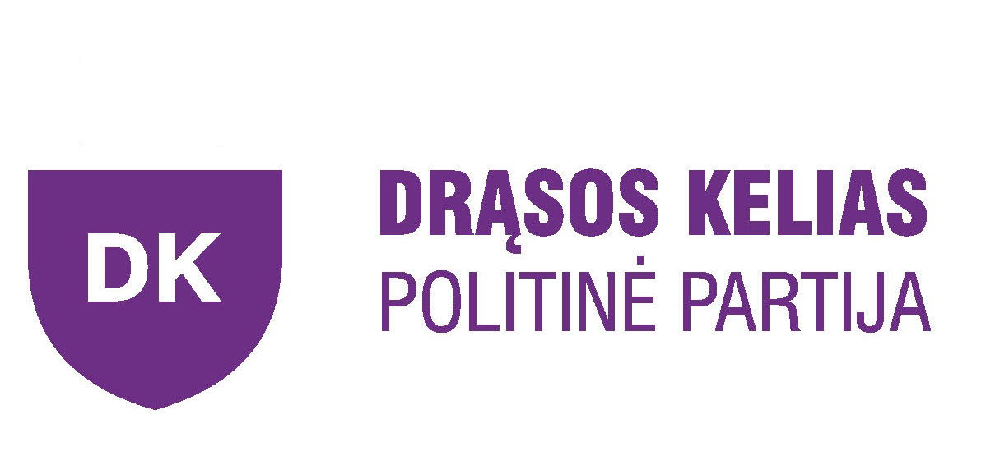 DK
DRĄSOS KELIAS
POLITINĖ PARTIJA